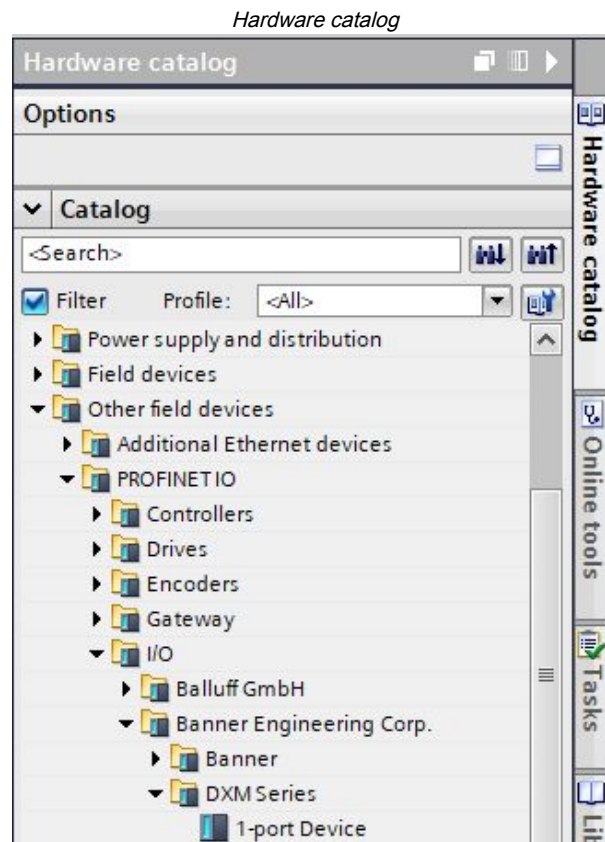 Hardware catalog
Hardware catalog
Options
Catalog
<Search>
Filter
Profile:
<All>
Power supply and distribution
Field devices
Other field devices
Additional Ethernet devices
PROFINET IO
Controllers
Drives
Encoders
Gateway
I/O
Balluff GmbH
Banner Engineering Corp.
Banner
DXM Series
1-port Device
Hardware catalog
Online tools
Tasks
Lib